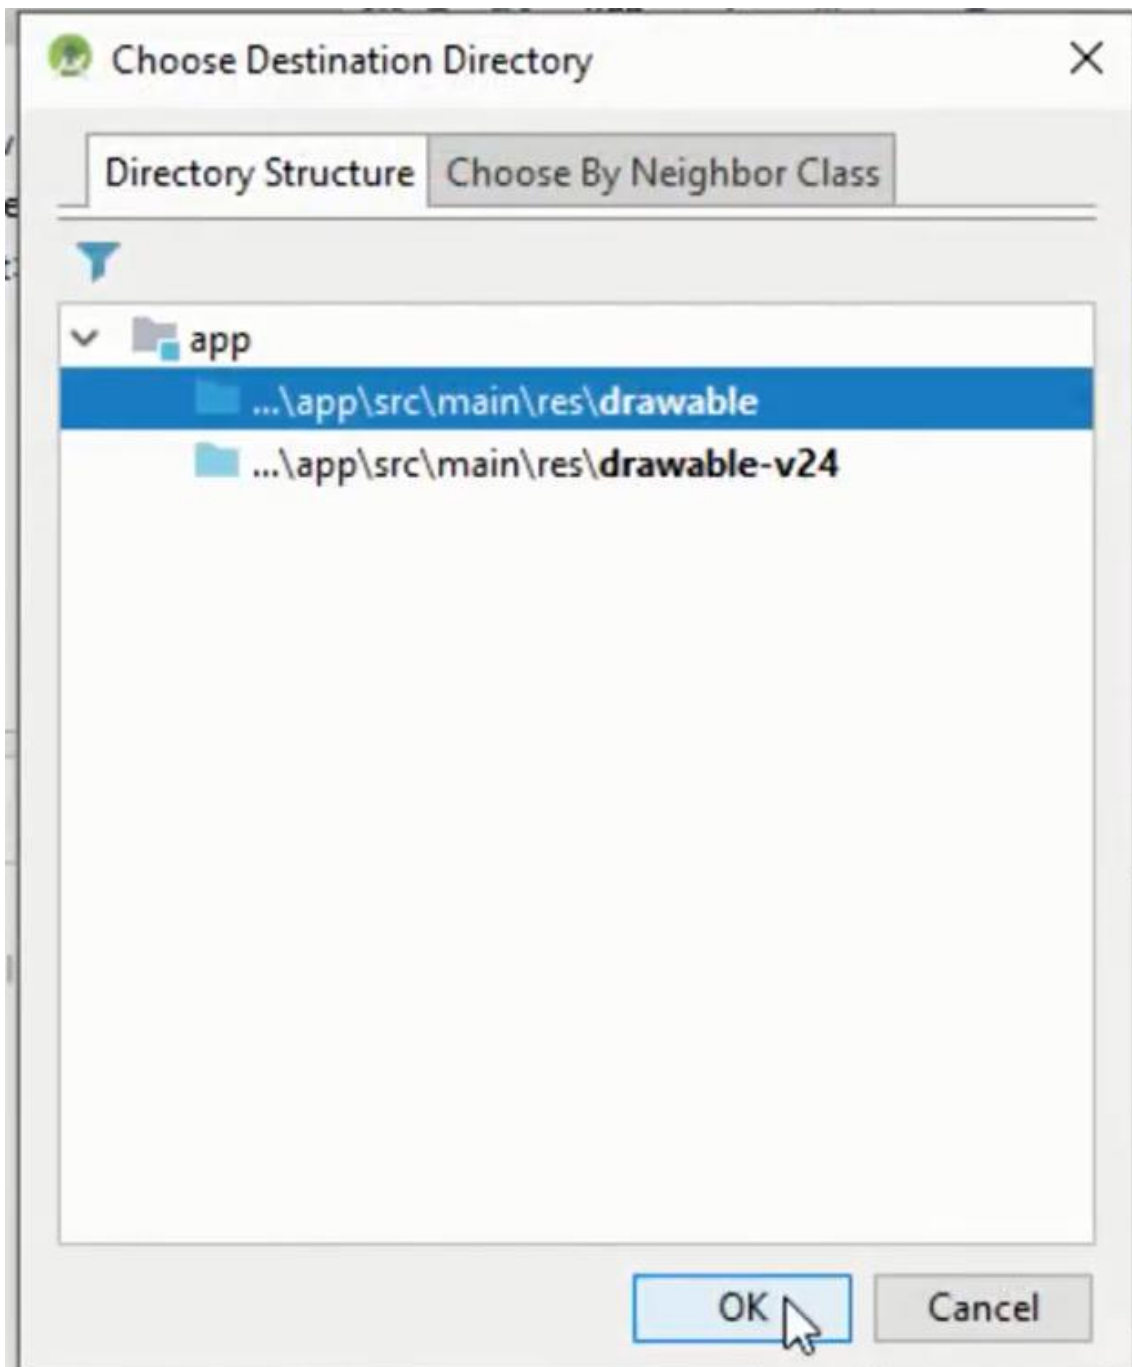 Choose Destination Directory
Directory Structure Choose By Neighbor Class
app
...\app\src\main\res\drawable
...\app\src\main\res\drawable-v24
OK Cancel